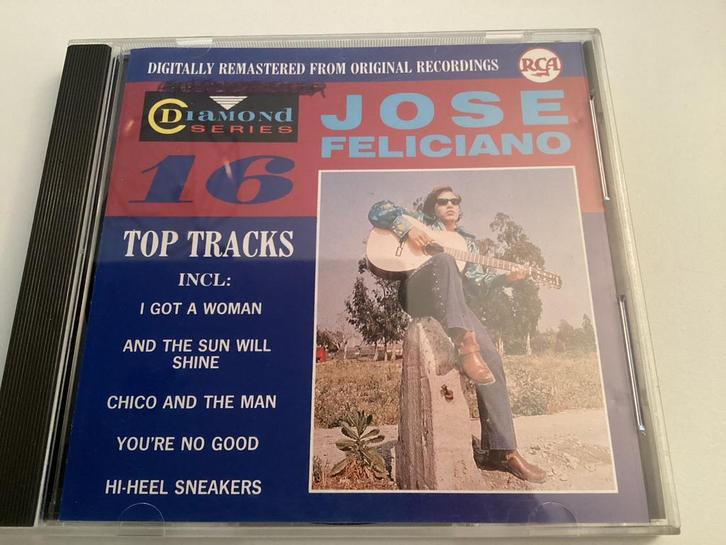 DIGITALLY REMASTERED FROM ORIGINAL RECORDINGS
RCA
DIAMOND
SERIES
JOSE
FELICIANO
16
TOP TRACKS
INCL:
I GOT A WOMAN
AND THE SUN WILL
SHINE
CHICO AND THE MAN
YOU'RE NO GOOD
HI-HEEL SNEAKERS